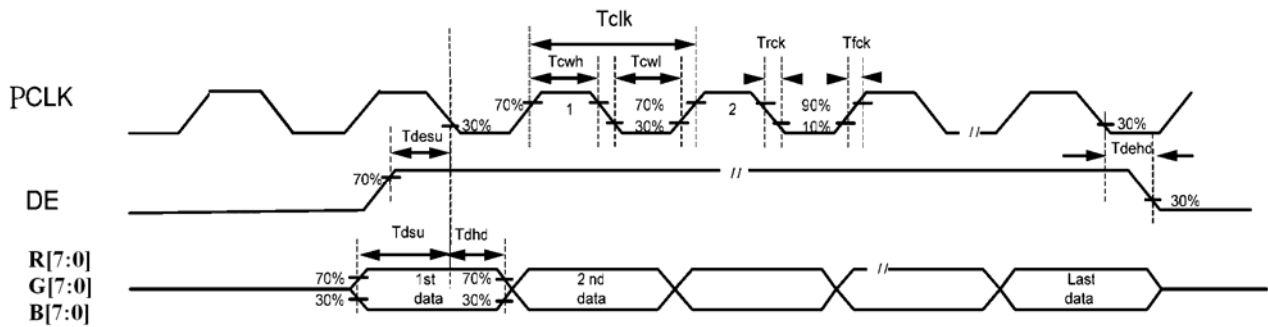 Tclk
Tcwh Tcwl Trck Tfck
PCLK 70% 1 70% 2 90%
30% 30% 10% // 30%
Tdesu Tdehd
70% //
DE 30%
Tdsu Tdhd
R[7:0]
70% 1st 70% 2 nd // Last
G[7:0]
30% data 30% data data
B[7:0]